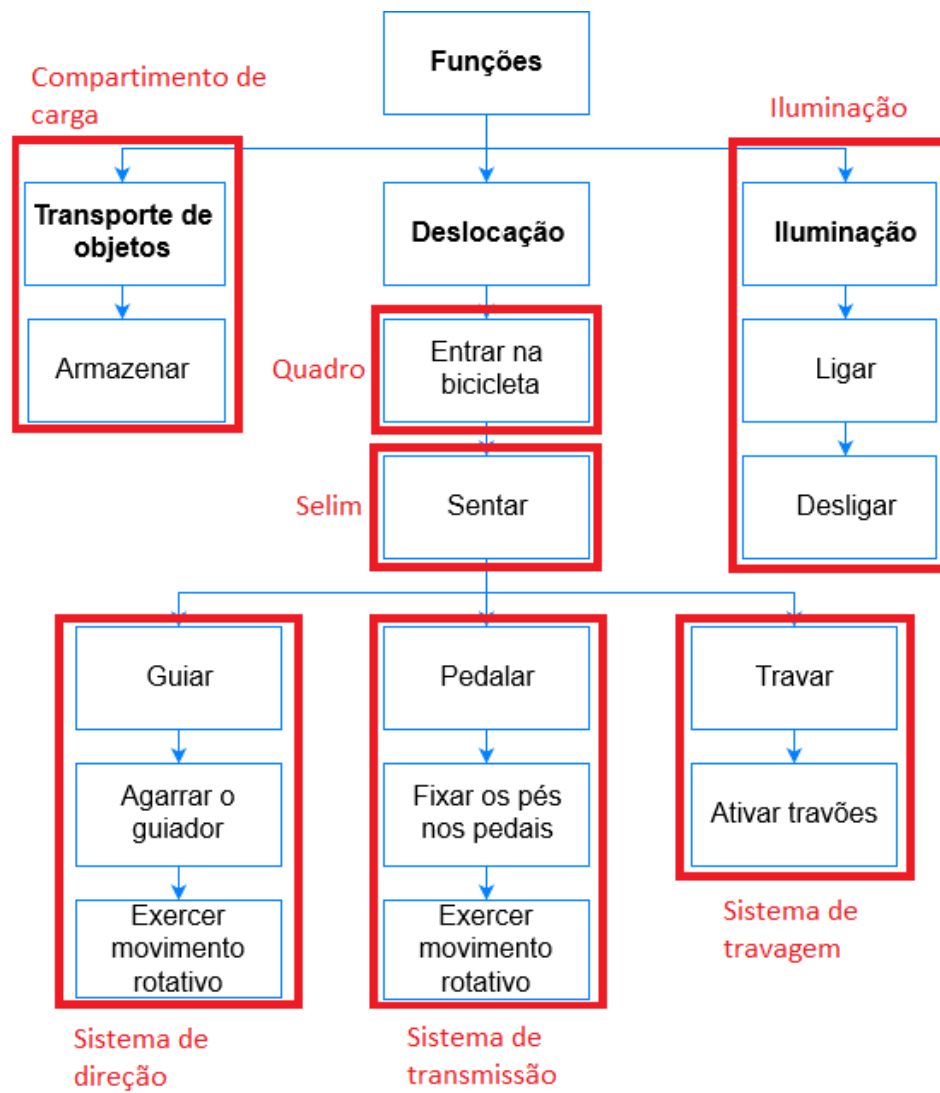 Funções
Compartimento de
carga
Iluminação
Transporte de
objetos
Deslocação
Iluminação
Armazenar
Quadro
Entrar na
bicicleta
Ligar
Selim
Sentar
Desligar
Guiar
Pedalar
Travar
Agarrar o
guiador
Fixar os pés
nos pedais
Ativar travões
Exercer
movimento
rotativo
Exercer
movimento
rotativo
Sistema de
travagem
Sistema de
direção
Sistema de
transmissão